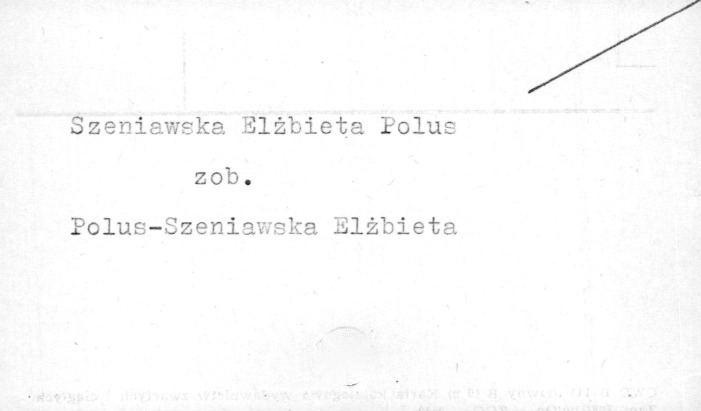 Szeniawska Elżbieta Polus
zob.
Polus-Szeniawska Elżbieta